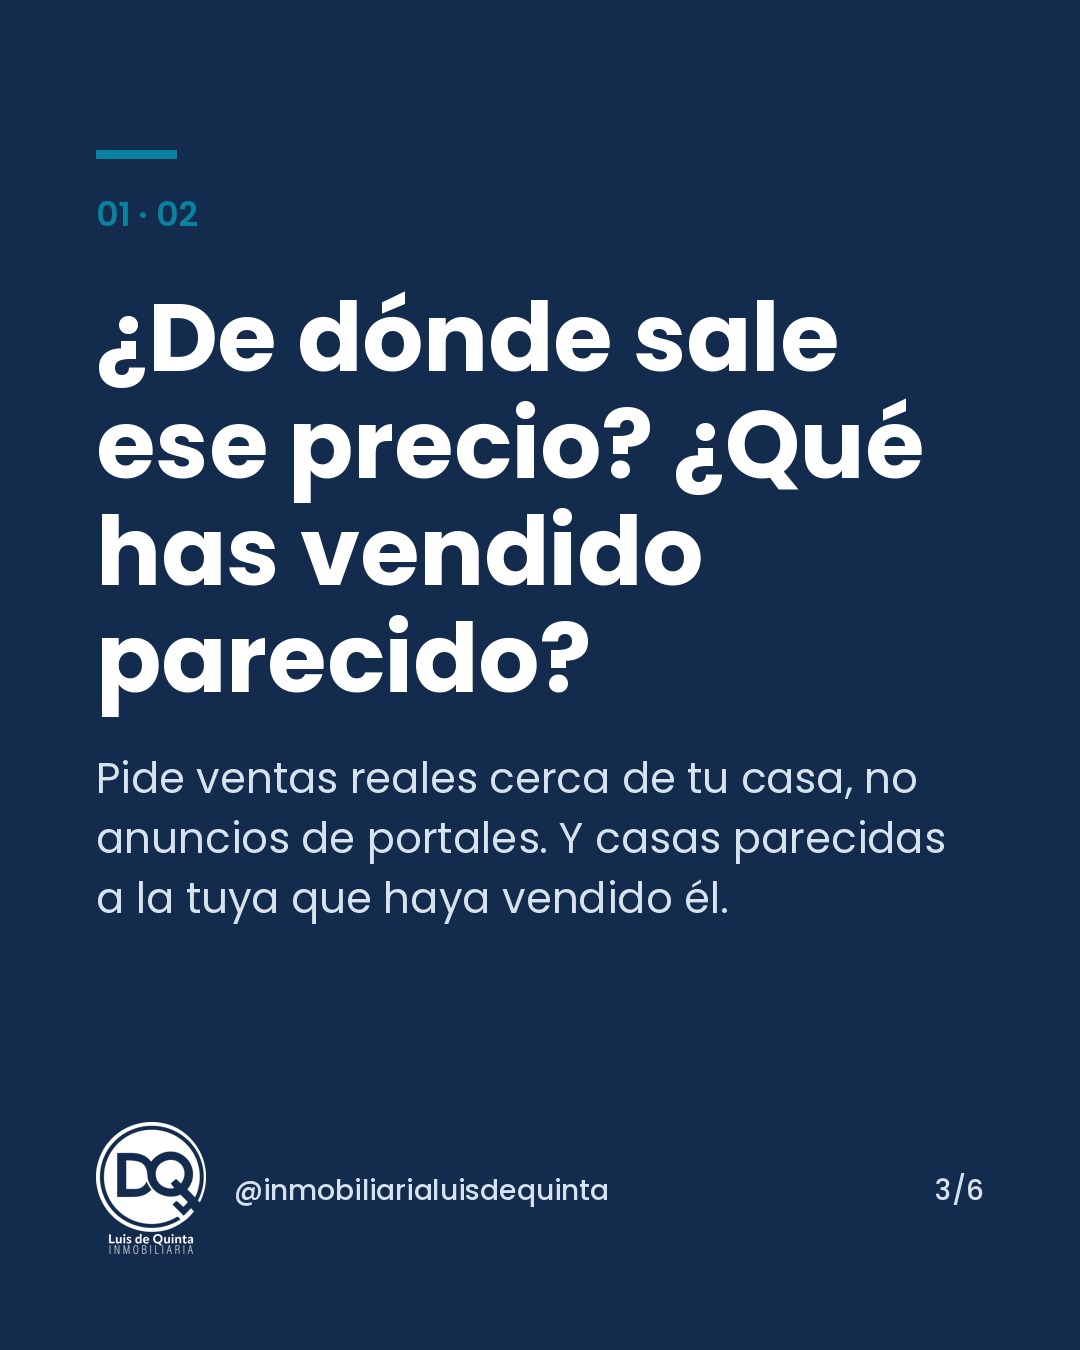 01 · 02
¿De dónde sale
ese precio? ¿Qué
has vendido
parecido?
Pide ventas reales cerca de tu casa, no
anuncios de portales. Y casas parecidas
a la tuya que haya vendido él.
DQ
Luis de Quinta
INMOBILIARIA
@inmobiliarialuisdequinta
3/6